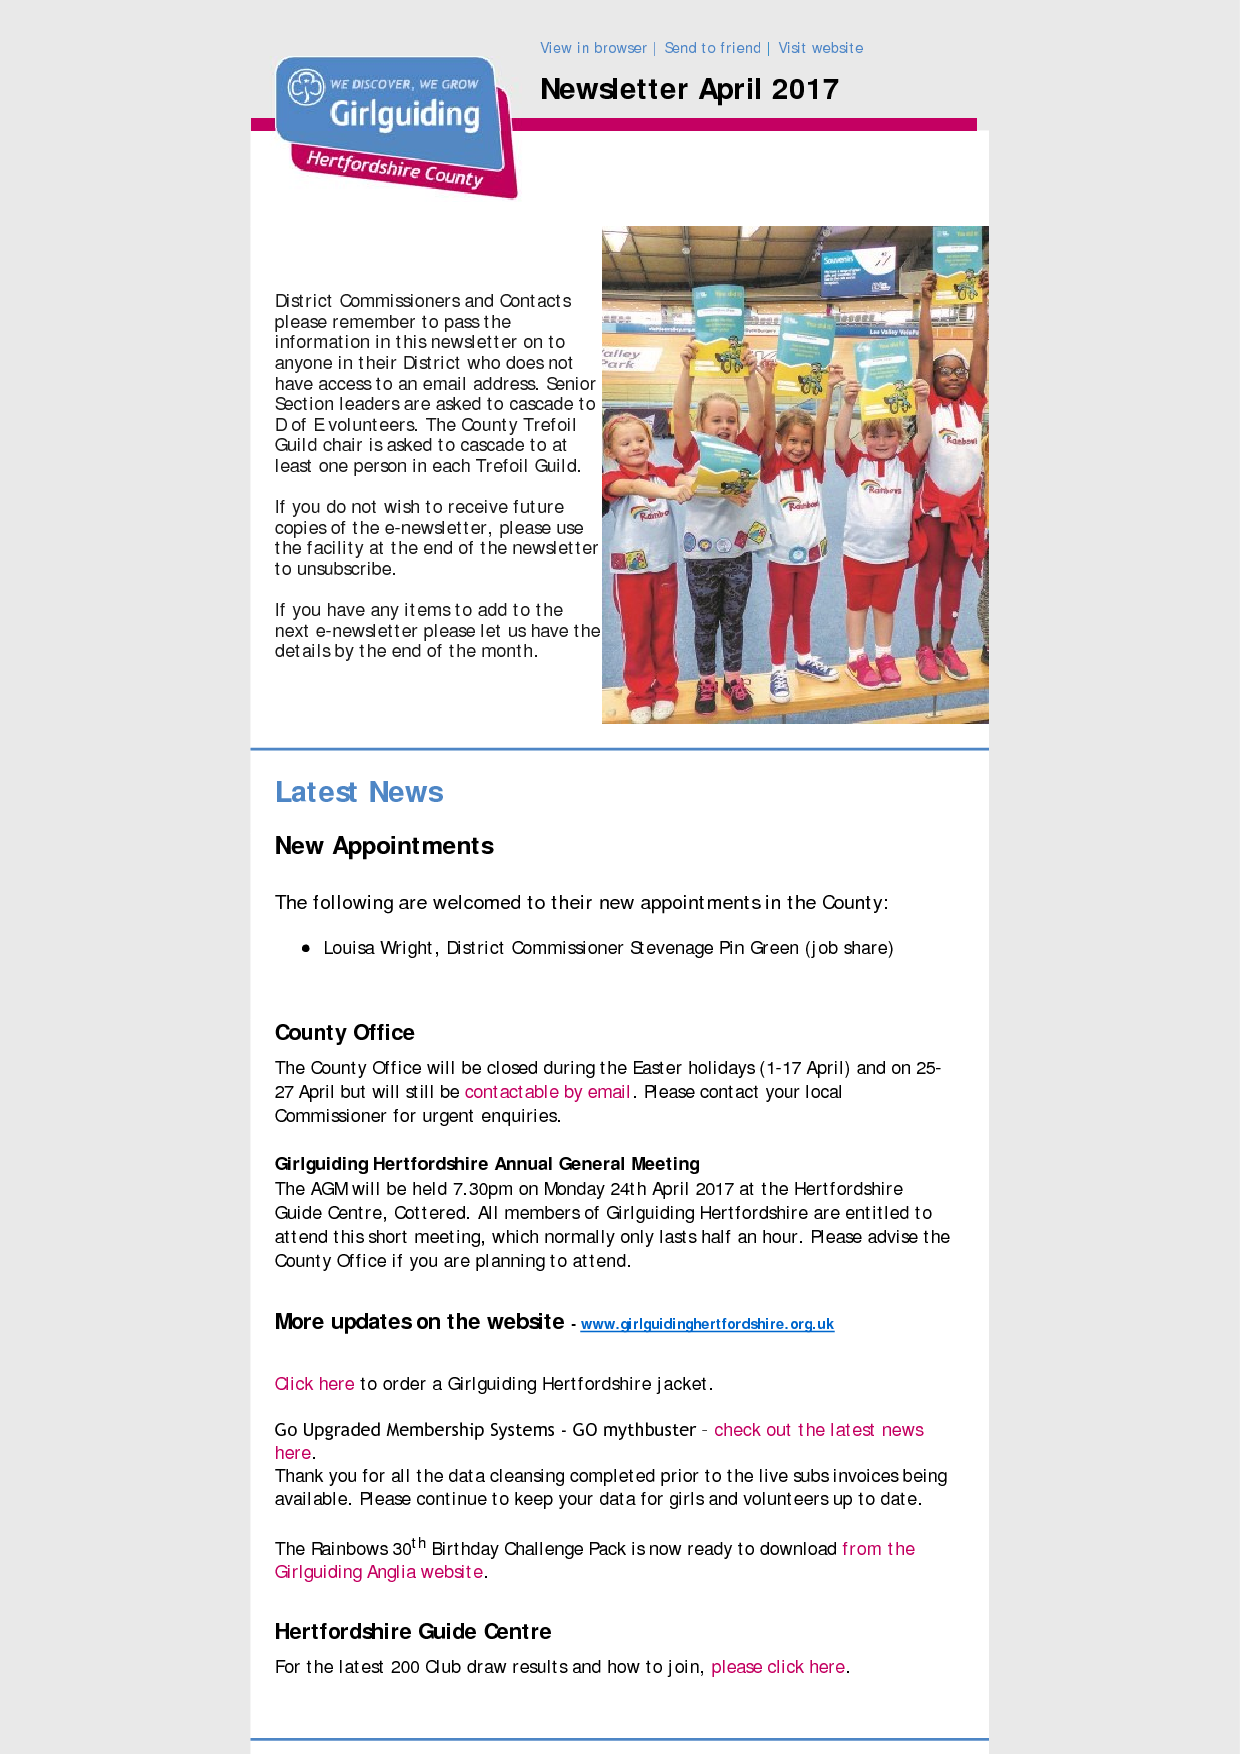 View in browser | Send to friend | Visit website
Newsletter April 2017
WE DISCOVER, WE GROW
Girlguiding
Hertfordshire County
Souvenirs
Lee Valley VeloPark
Valley
Park
Rainbows
Rainbows
Rainbows
Rainbows
District Commissioners and Contacts
please remember to pass the
information in this newsletter on to
anyone in their District who does not
have access to an email address. Senior
Section leaders are asked to cascade to
D of E volunteers. The County Trefoil
Guild chair is asked to cascade to at
least one person in each Trefoil Guild.
If you do not wish to receive future
copies of the e-newsletter, please use
the facility at the end of the newsletter
to unsubscribe.
If you have any items to add to the
next e-newsletter please let us have the
details by the end of the month.
Latest News
New Appointments
The following are welcomed to their new appointments in the County:
● Louisa Wright, District Commissioner Stevenage Pin Green (job share)
County Office
The County Office will be closed during the Easter holidays (1-17 April) and on 25-
27 April but will still be contactable by email. Please contact your local
Commissioner for urgent enquiries.
Girlguiding Hertfordshire Annual General Meeting
The AGM will be held 7.30pm on Monday 24th April 2017 at the Hertfordshire
Guide Centre, Cottered. All members of Girlguiding Hertfordshire are entitled to
attend this short meeting, which normally only lasts half an hour. Please advise the
County Office if you are planning to attend.
More updates on the website - www.girlguidinghertfordshire.org.uk
Click here to order a Girlguiding Hertfordshire jacket.
Go Upgraded Membership Systems - GO mythbuster - check out the latest news
here.
Thank you for all the data cleansing completed prior to the live subs invoices being
available. Please continue to keep your data for girls and volunteers up to date.
The Rainbows 30th Birthday Challenge Pack is now ready to download from the
Girlguiding Anglia website.
Hertfordshire Guide Centre
For the latest 200 Club draw results and how to join, please click here.